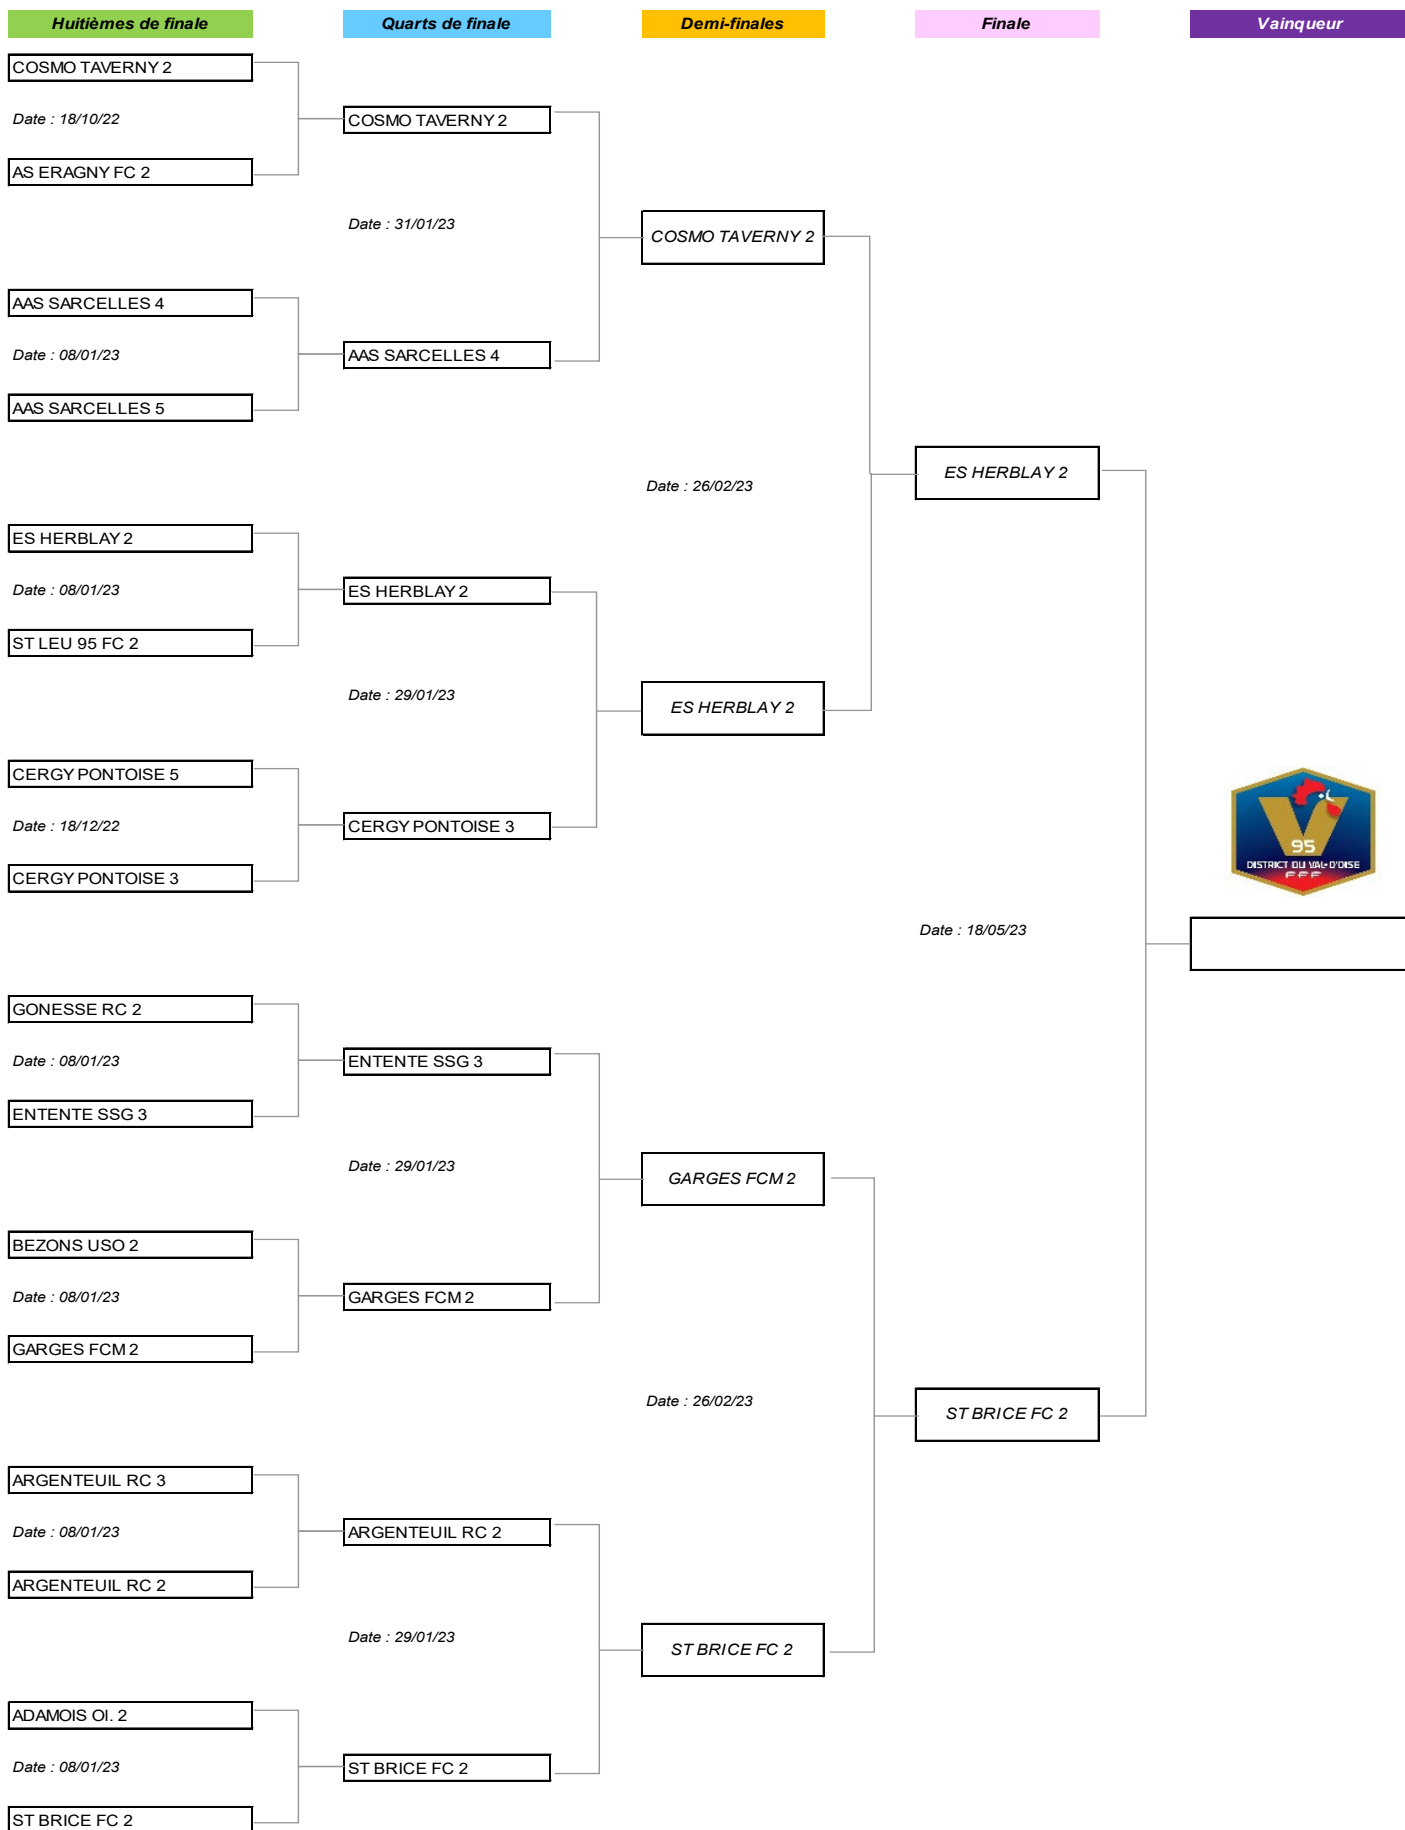 Huitièmes de finale
Quarts de finale
Demi-finales
Finale
Vainqueur
COSMO TAVERNY 2
Date : 18/10/22
COSMO TAVERNY 2
AS ERAGNY FC 2
Date : 31/01/23
COSMO TAVERNY 2
AAS SARCELLES 4
Date : 08/01/23
AAS SARCELLES 4
AAS SARCELLES 5
Date : 26/02/23
ES HERBLAY 2
ES HERBLAY 2
Date : 08/01/23
ES HERBLAY 2
ST LEU 95 FC 2
Date : 29/01/23
ES HERBLAY 2
CERGY PONTOISE 5
Date : 18/12/22
CERGY PONTOISE 3
CERGY PONTOISE 3
V
95
DISTRICT DU VAL-D'OISE
FFF
Date : 18/05/23
GONESSE RC 2
Date : 08/01/23
ENTENTE SSG 3
ENTENTE SSG 3
Date : 29/01/23
GARGES FCM 2
BEZONS USO 2
Date : 08/01/23
GARGES FCM 2
GARGES FCM 2
Date : 26/02/23
ST BRICE FC 2
ARGENTEUIL RC 3
Date : 08/01/23
ARGENTEUIL RC 2
ARGENTEUIL RC 2
Date : 29/01/23
ST BRICE FC 2
ADAMOIS Ol. 2
Date : 08/01/23
ST BRICE FC 2
ST BRICE FC 2